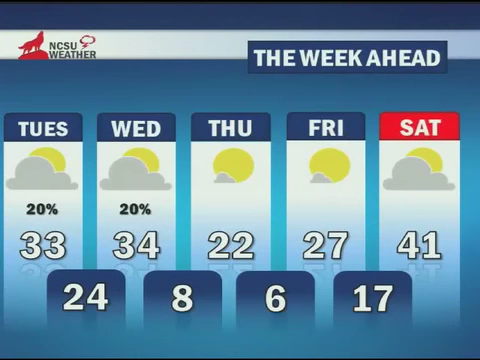 NCSU
WEATHER
THE WEEK AHEAD
TUES WED THU FRI SAT
20% 20%
33 34 22 27 41
24 8 6 17